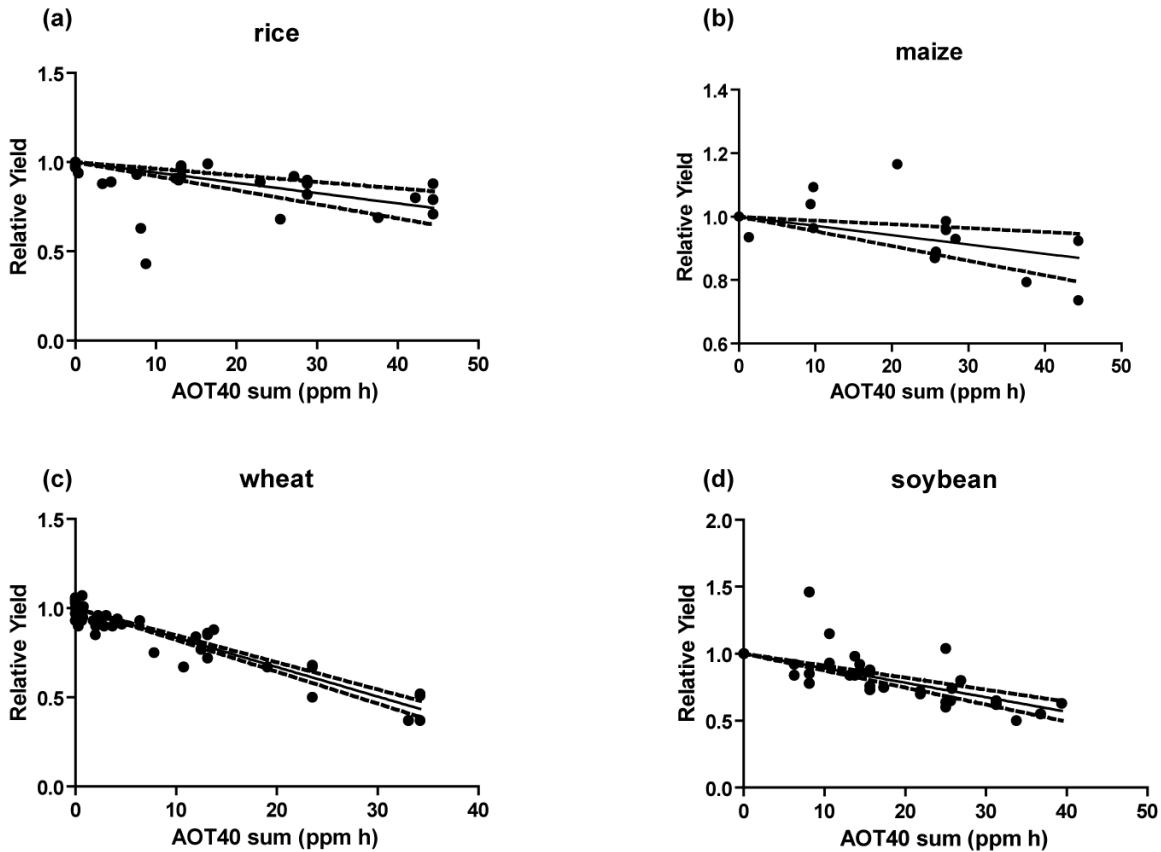 (a)
rice
1.5
1.0
0.5
0.0
Relative Yield
0 10 20 30 40 50
AOT40 sum (ppm h)
(b)
maize
1.4
1.2
1.0
0.8
0.6
Relative Yield
0 10 20 30 40 50
AOT40 sum (ppm h)
(c)
wheat
1.5
1.0
0.5
0.0
Relative Yield
0 10 20 30 40
AOT40 sum (ppm h)
(d)
soybean
2.0
1.5
1.0
0.5
0.0
Relative Yield
0 10 20 30 40 50
AOT40 sum (ppm h)